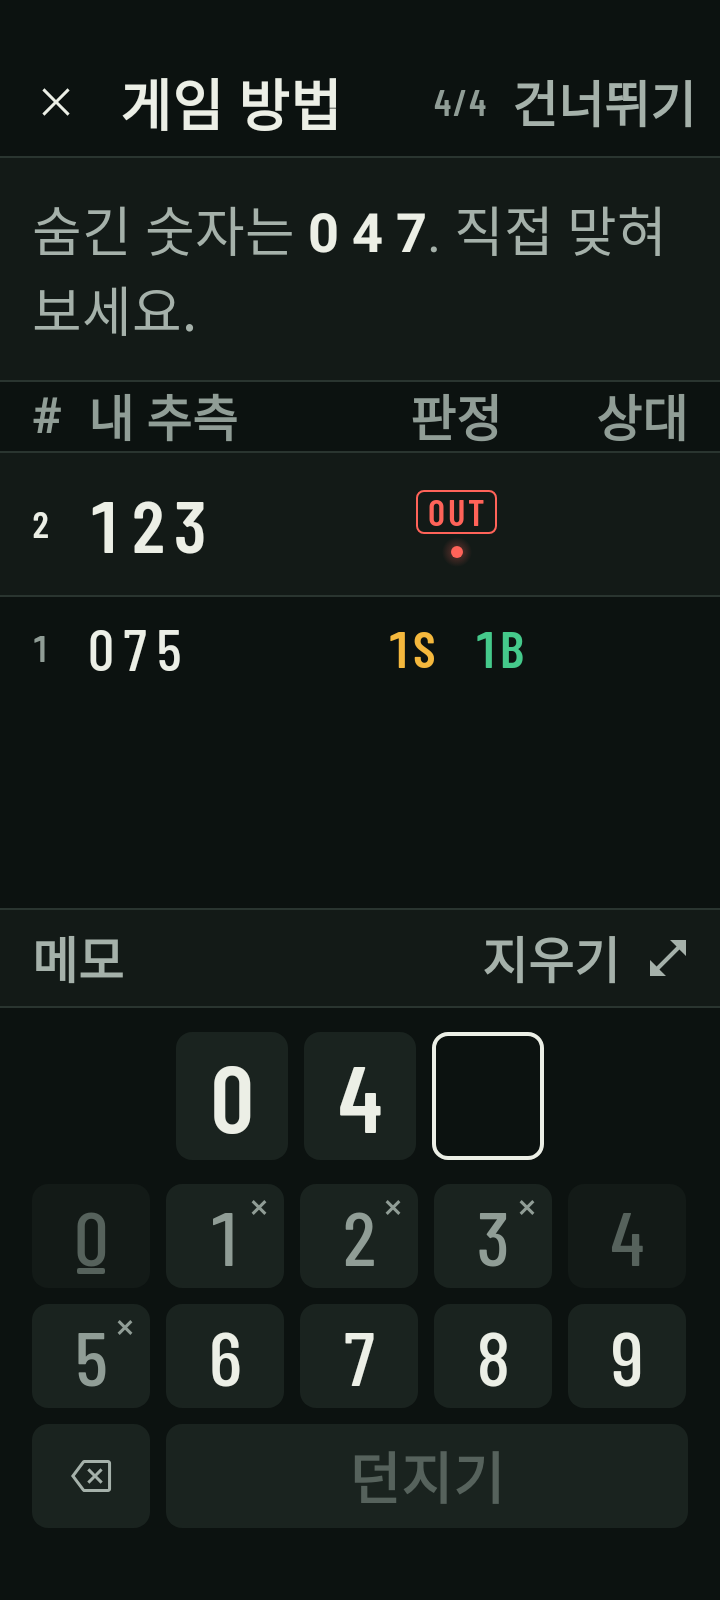 × 게임 방법 4/4 건너뛰기
숨긴 숫자는 0 4 7. 직접 맞혀
보세요.
# 내 추측 판정 상대
2 123 OUT
1 075 1S 1B
메모 지우기
0 4
0 1 × 2 × 3 × 4
5 × 6 7 8 9
던지기